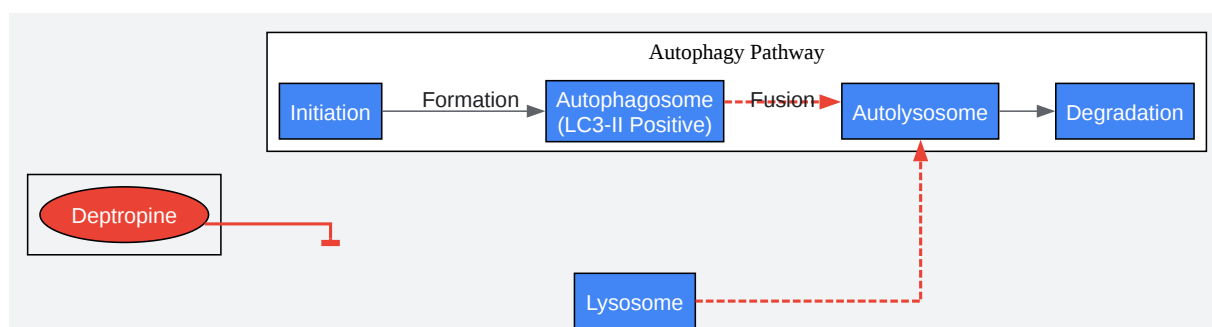 Autophagy Pathway
Initiation
Formation
Autophagosome
(LC3-II Positive)
Fusion
Autolysosome
Degradation
Deptropine
Lysosome